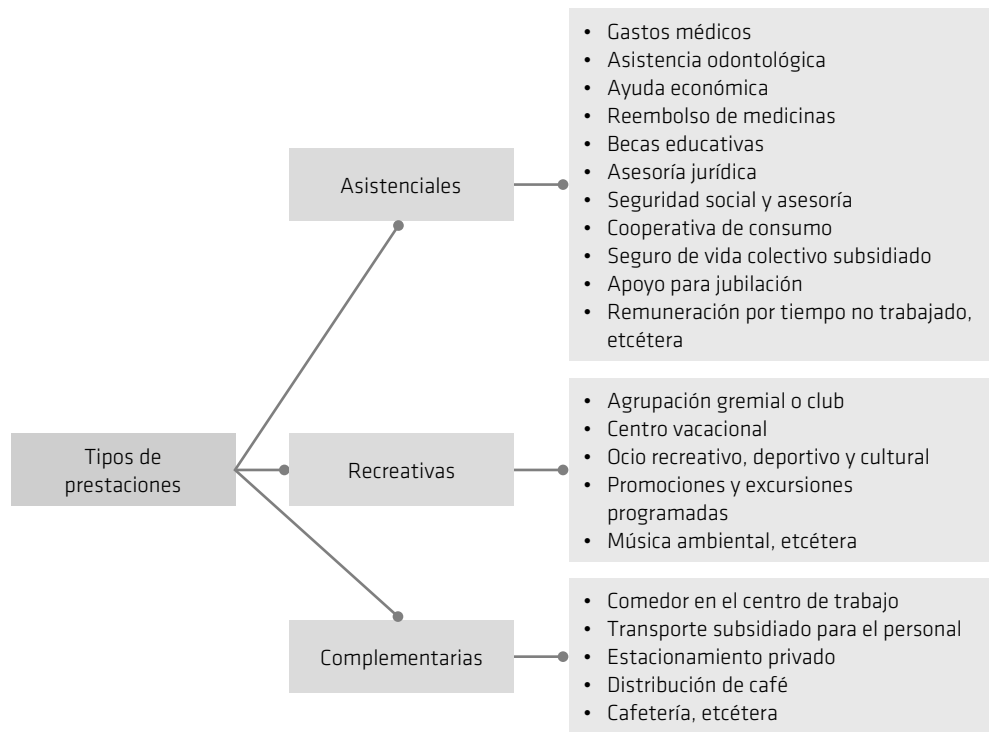 • Gastos médicos
• Asistencia odontológica
• Ayuda económica
• Reembolso de medicinas
• Becas educativas
• Asesoría jurídica
• Seguridad social y asesoría
• Cooperativa de consumo
• Seguro de vida colectivo subsidiado
• Apoyo para jubilación
• Remuneración por tiempo no trabajado,
etcétera
Asistenciales
• Agrupación gremial o club
• Centro vacacional
• Ocio recreativo, deportivo y cultural
• Promociones y excursiones
programadas
• Música ambiental, etcétera
Tipos de
prestaciones
Recreativas
• Comedor en el centro de trabajo
• Transporte subsidiado para el personal
• Estacionamiento privado
• Distribución de café
• Cafetería, etcétera
Complementarias